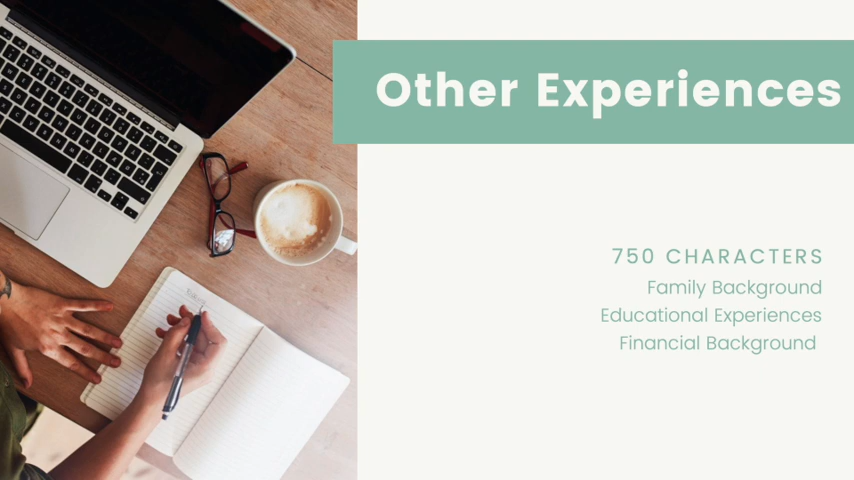 Other Experiences
750 CHARACTERS
Family Background
Educational Experiences
Financial Background